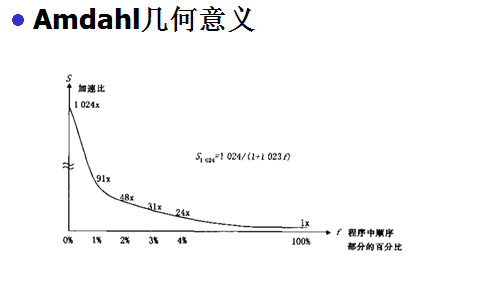 Amdahl几何意义
S
加速比
1 024x
S₁ ₀₂₄=1 024/(1+1 023f)
91x
48x
31x
24x
1x
f 程序中顺序
部分的百分比
0% 1% 2% 3% 4% 100%